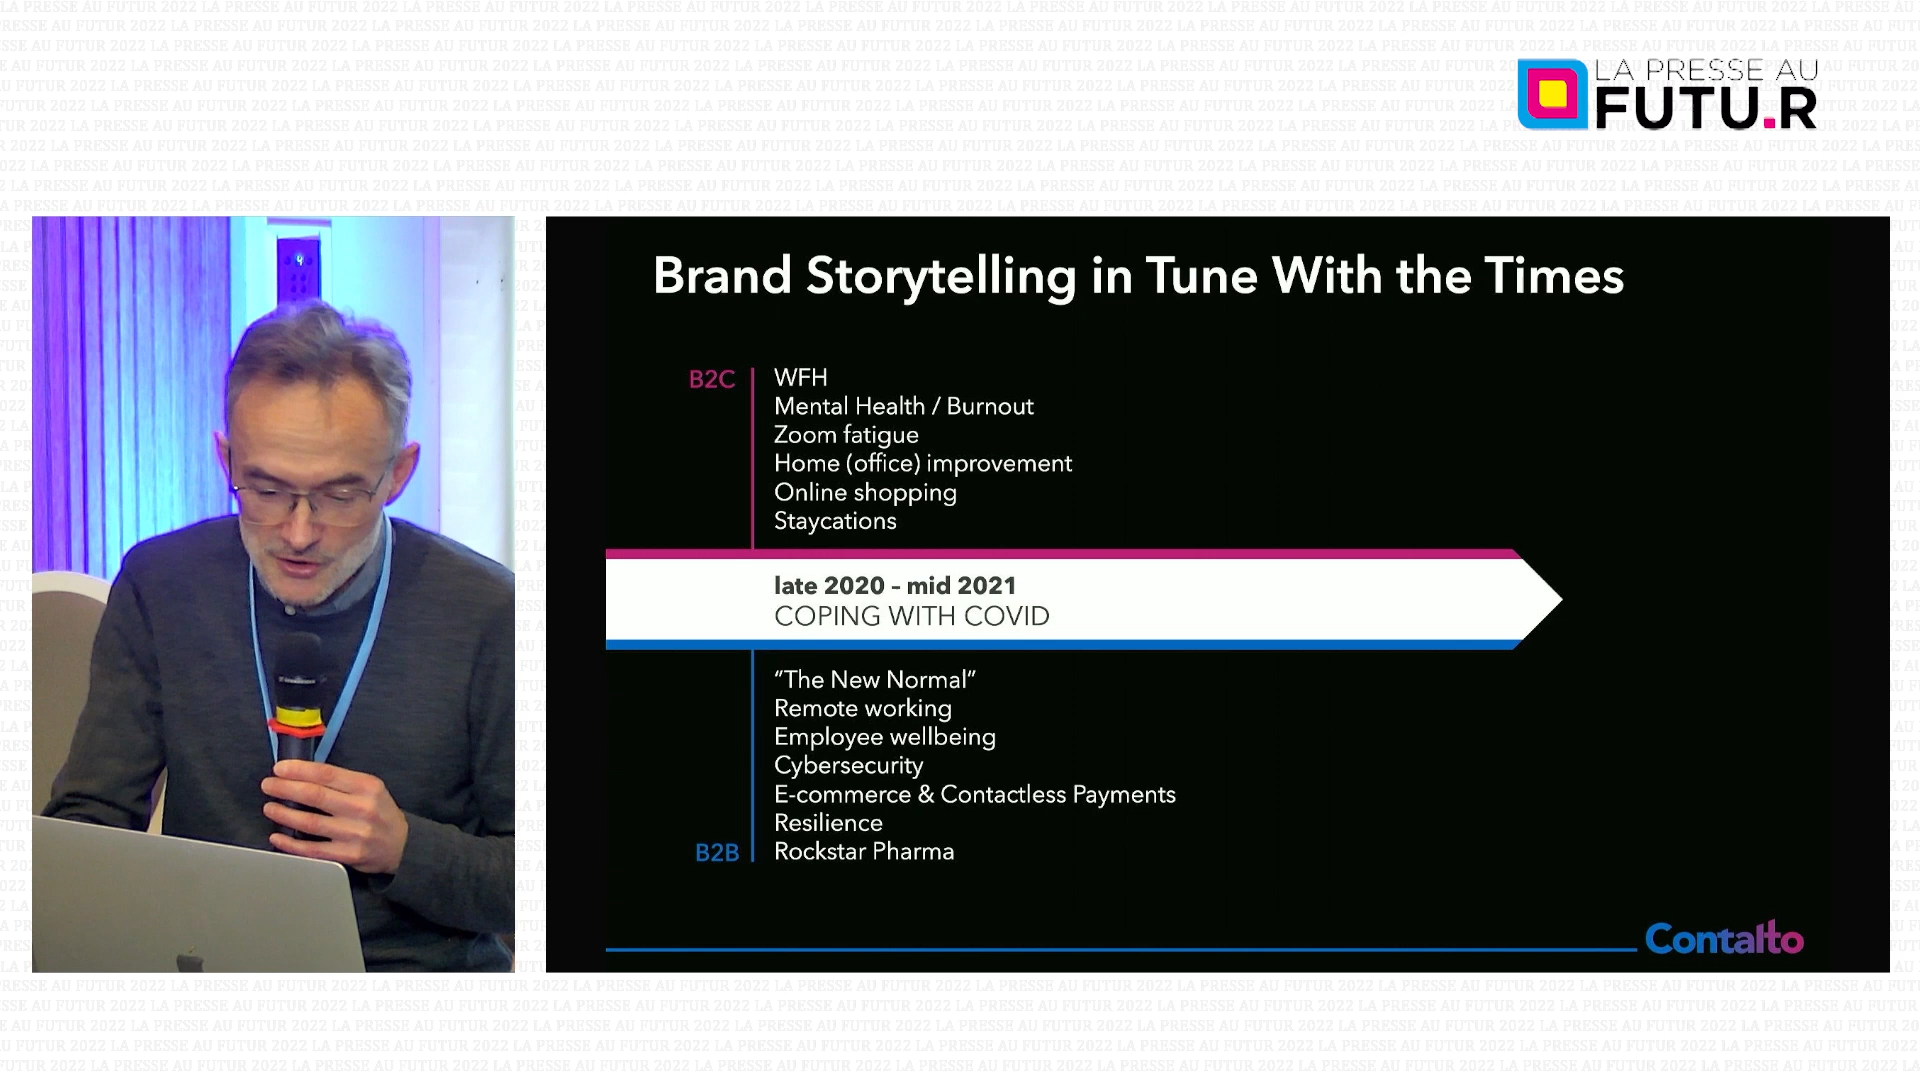 LA PRESSE AU
FUTU.R
Brand Storytelling in Tune With the Times
B2C
WFH
Mental Health / Burnout
Zoom fatigue
Home (office) improvement
Online shopping
Staycations
late 2020 – mid 2021
COPING WITH COVID
“The New Normal”
Remote working
Employee wellbeing
Cybersecurity
E-commerce & Contactless Payments
Resilience
B2B
Rockstar Pharma
Contalto